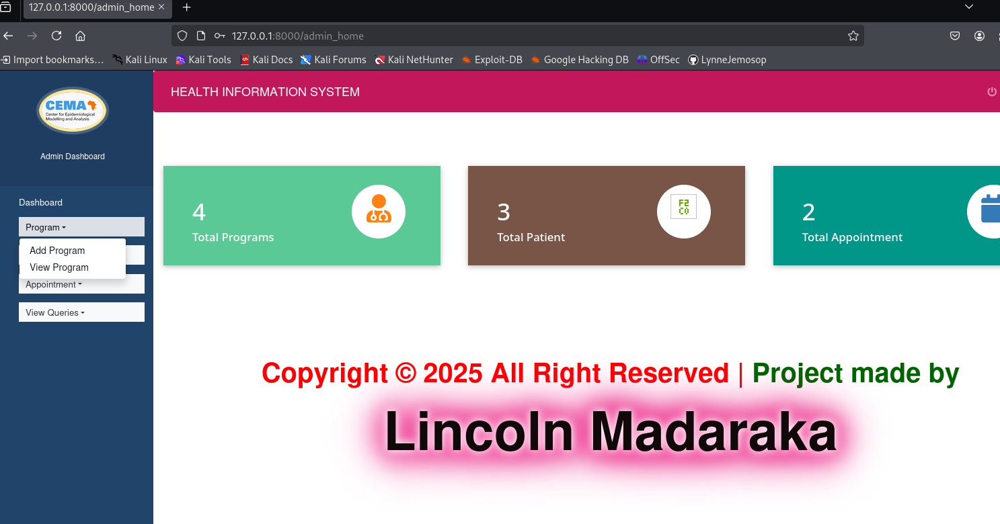 127.0.0.1:8000/admin_home
127.0.0.1:8000/admin_home
Import bookmarks… Kali Linux Kali Tools Kali Docs Kali Forums Kali NetHunter Exploit-DB Google Hacking DB OffSec LynneJemosop
CEMA
Center for Epidemiological
Modelling and Analysis
Admin Dashboard
HEALTH INFORMATION SYSTEM
Dashboard
Program
Add Program
View Program
Appointment
View Queries
4
Total Programs
3
F2
C0
Total Patient
2
Total Appointment
Copyright © 2025 All Right Reserved | Project made by
Lincoln Madaraka